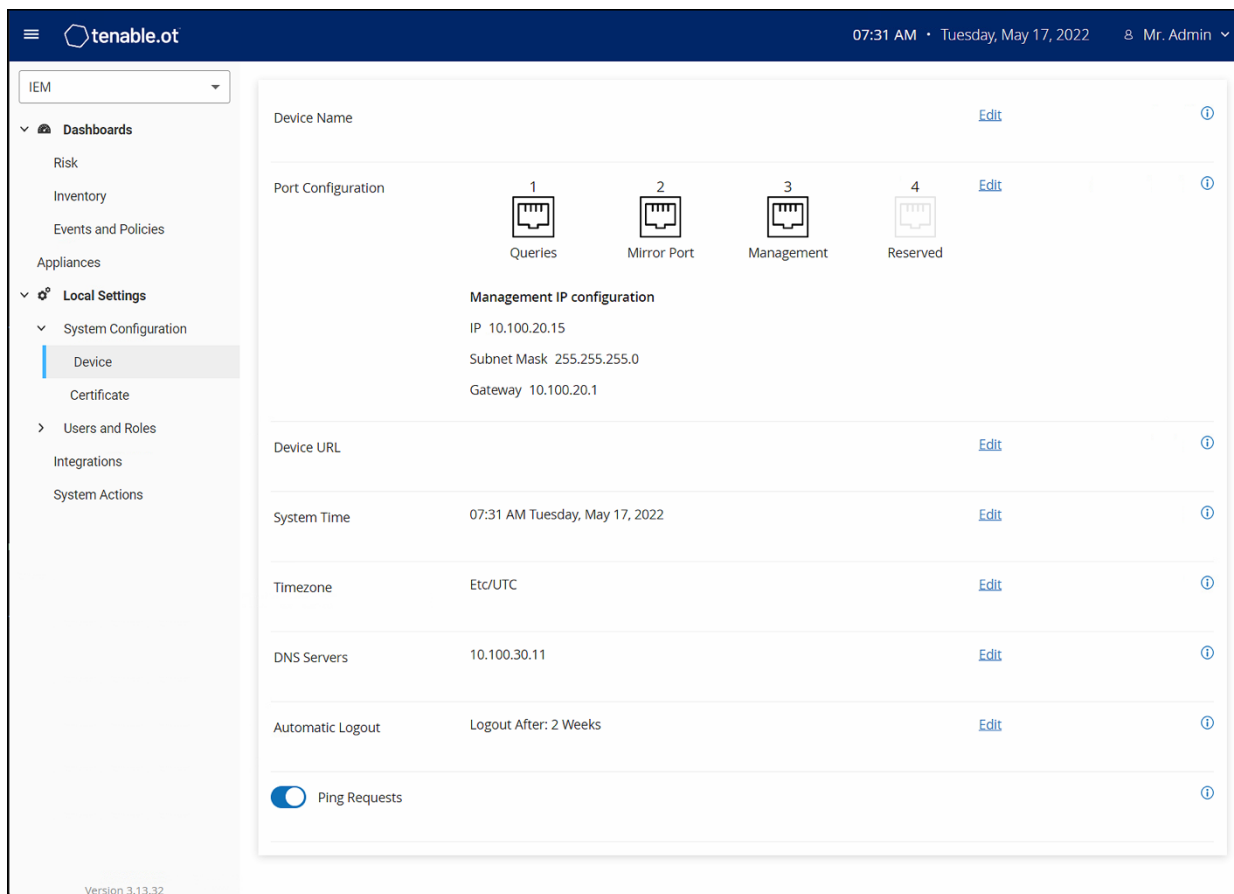 tenable.ot
07:31 AM • Tuesday, May 17, 2022 Mr. Admin
IEM
Dashboards
Risk
Inventory
Events and Policies
Appliances
Local Settings
System Configuration
Device
Certificate
Users and Roles
Integrations
System Actions
Version 3.13.32
Device Name Edit
Port Configuration 1 2 3 4 Edit
Queries Mirror Port Management Reserved
Management IP configuration
IP 10.100.20.15
Subnet Mask 255.255.255.0
Gateway 10.100.20.1
Device URL Edit
System Time 07:31 AM Tuesday, May 17, 2022 Edit
Timezone Etc/UTC Edit
DNS Servers 10.100.30.11 Edit
Automatic Logout Logout After: 2 Weeks Edit
Ping Requests